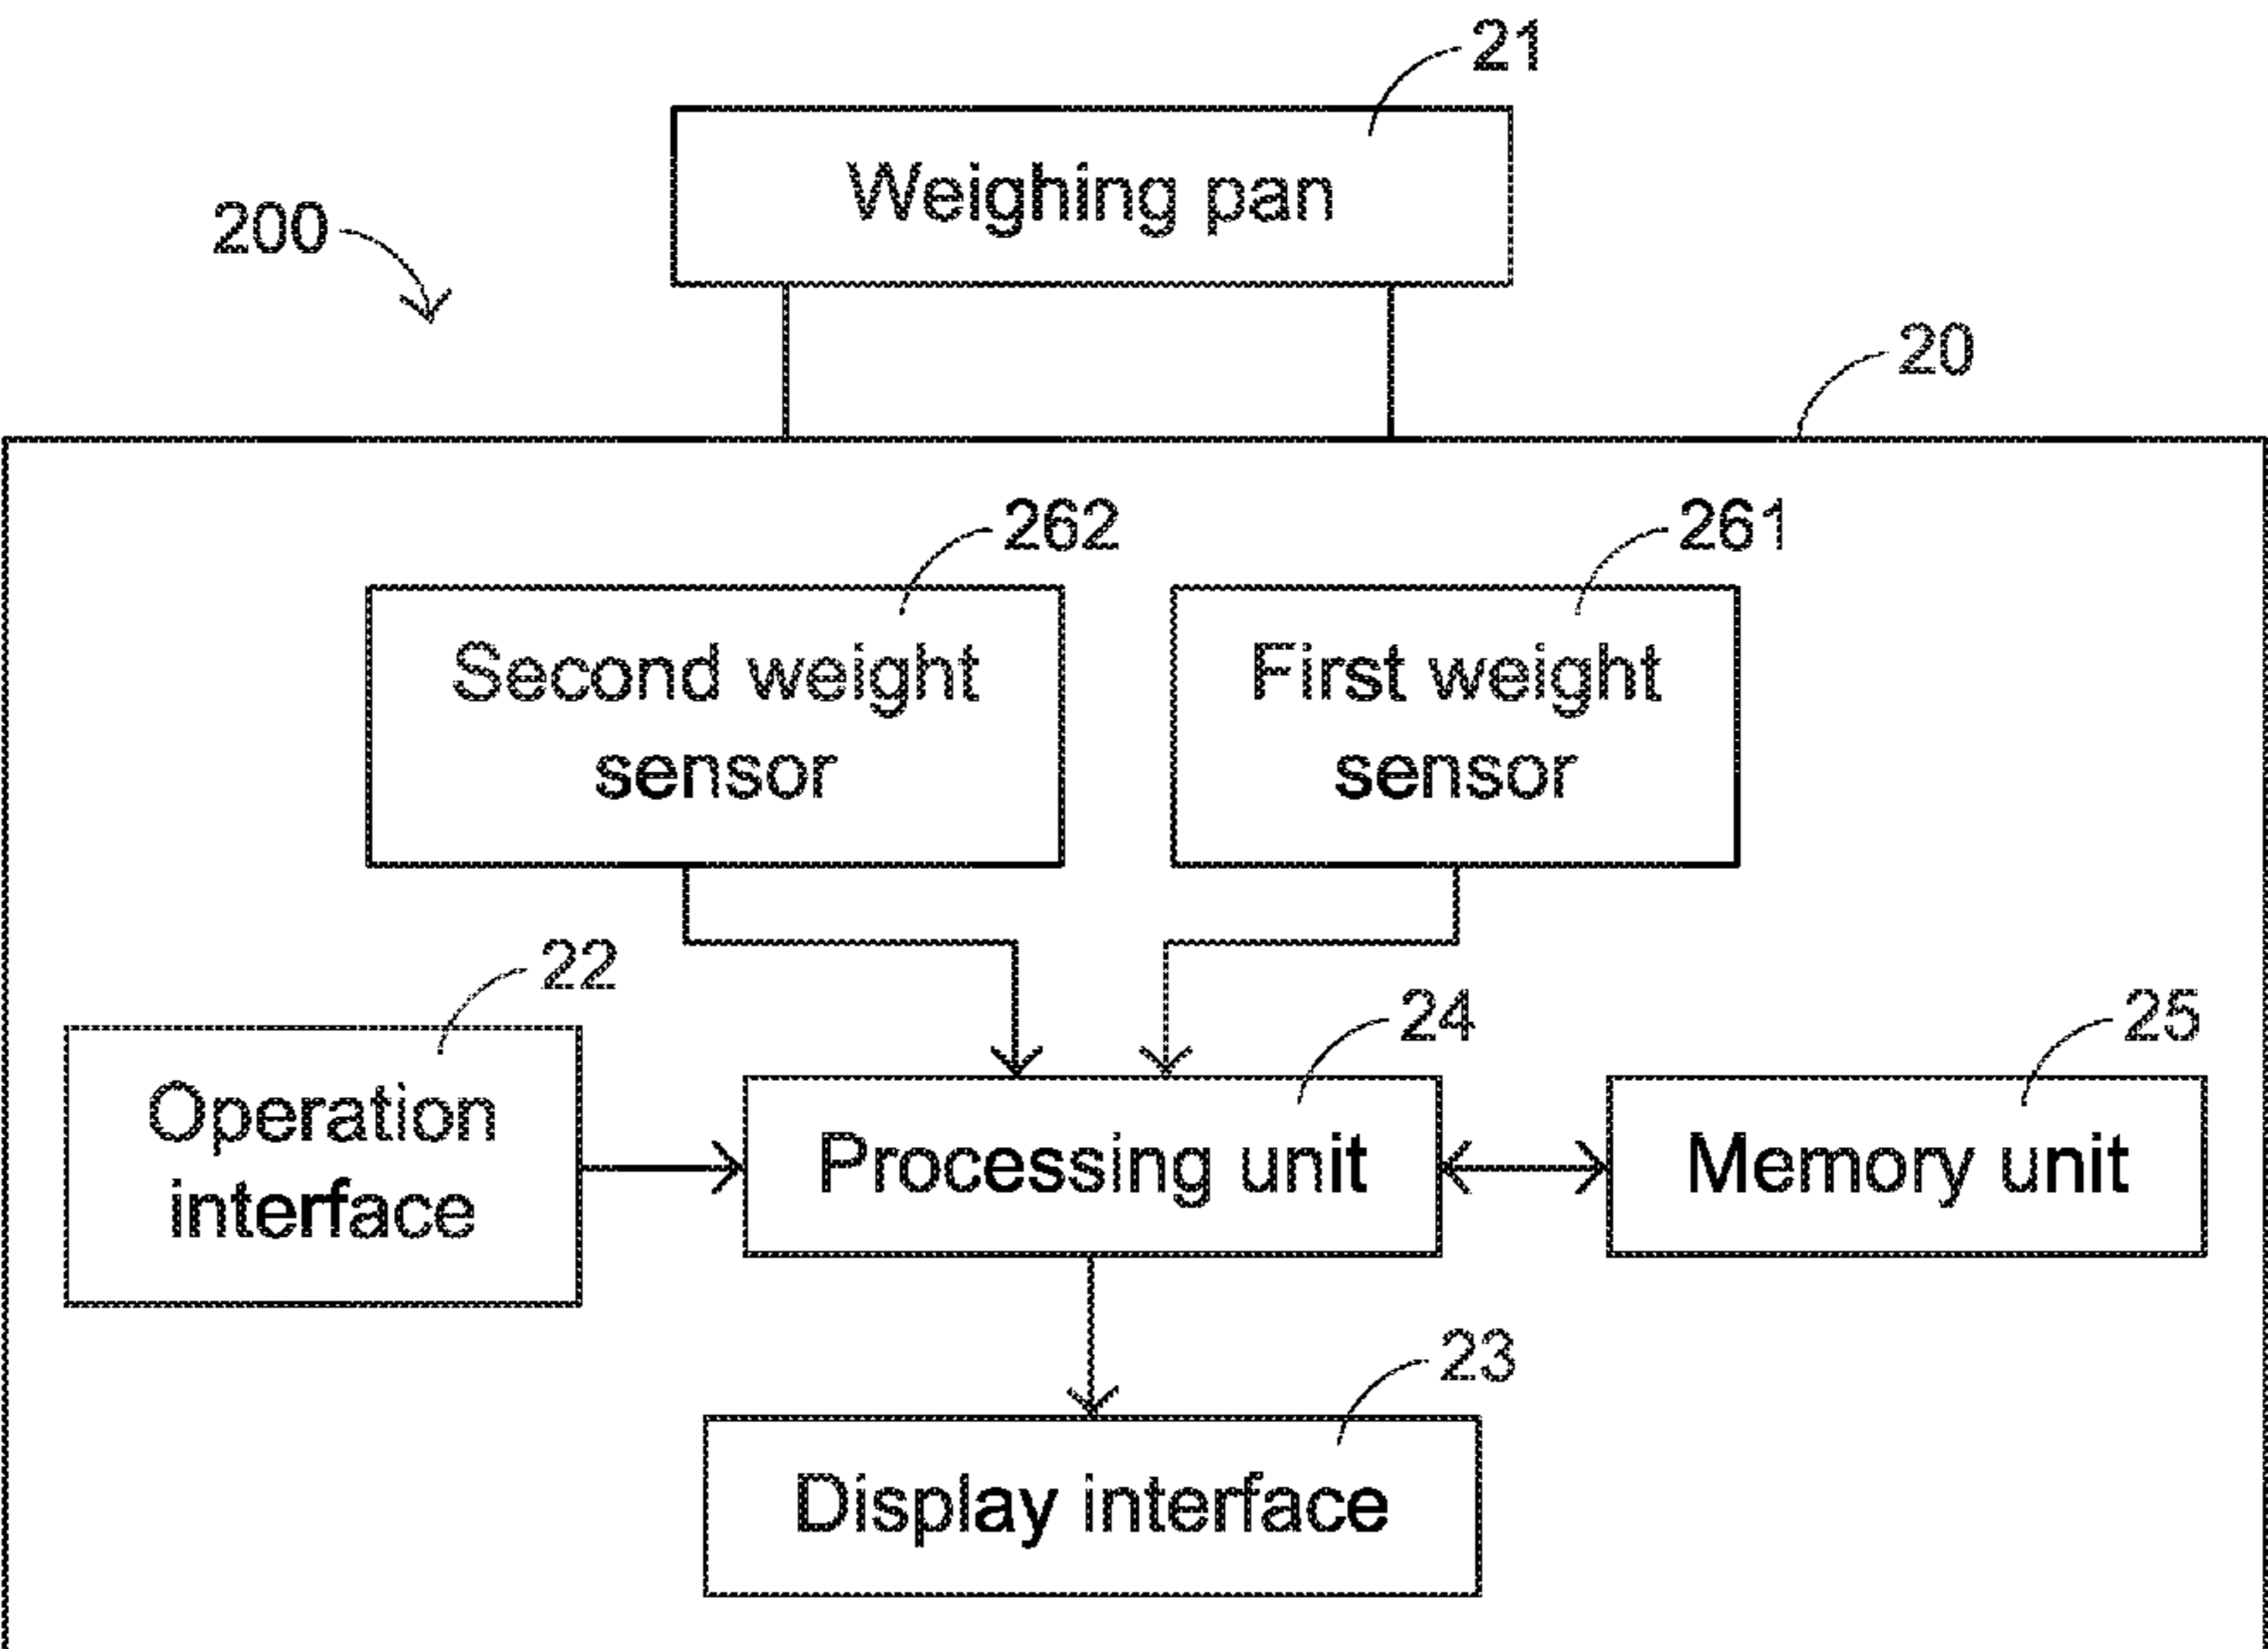 21
Weighing pan
200
20
262
261
Second weight
sensor
First weight
sensor
22
24
25
Operation
interface
Processing unit
Memory unit
23
Display interface